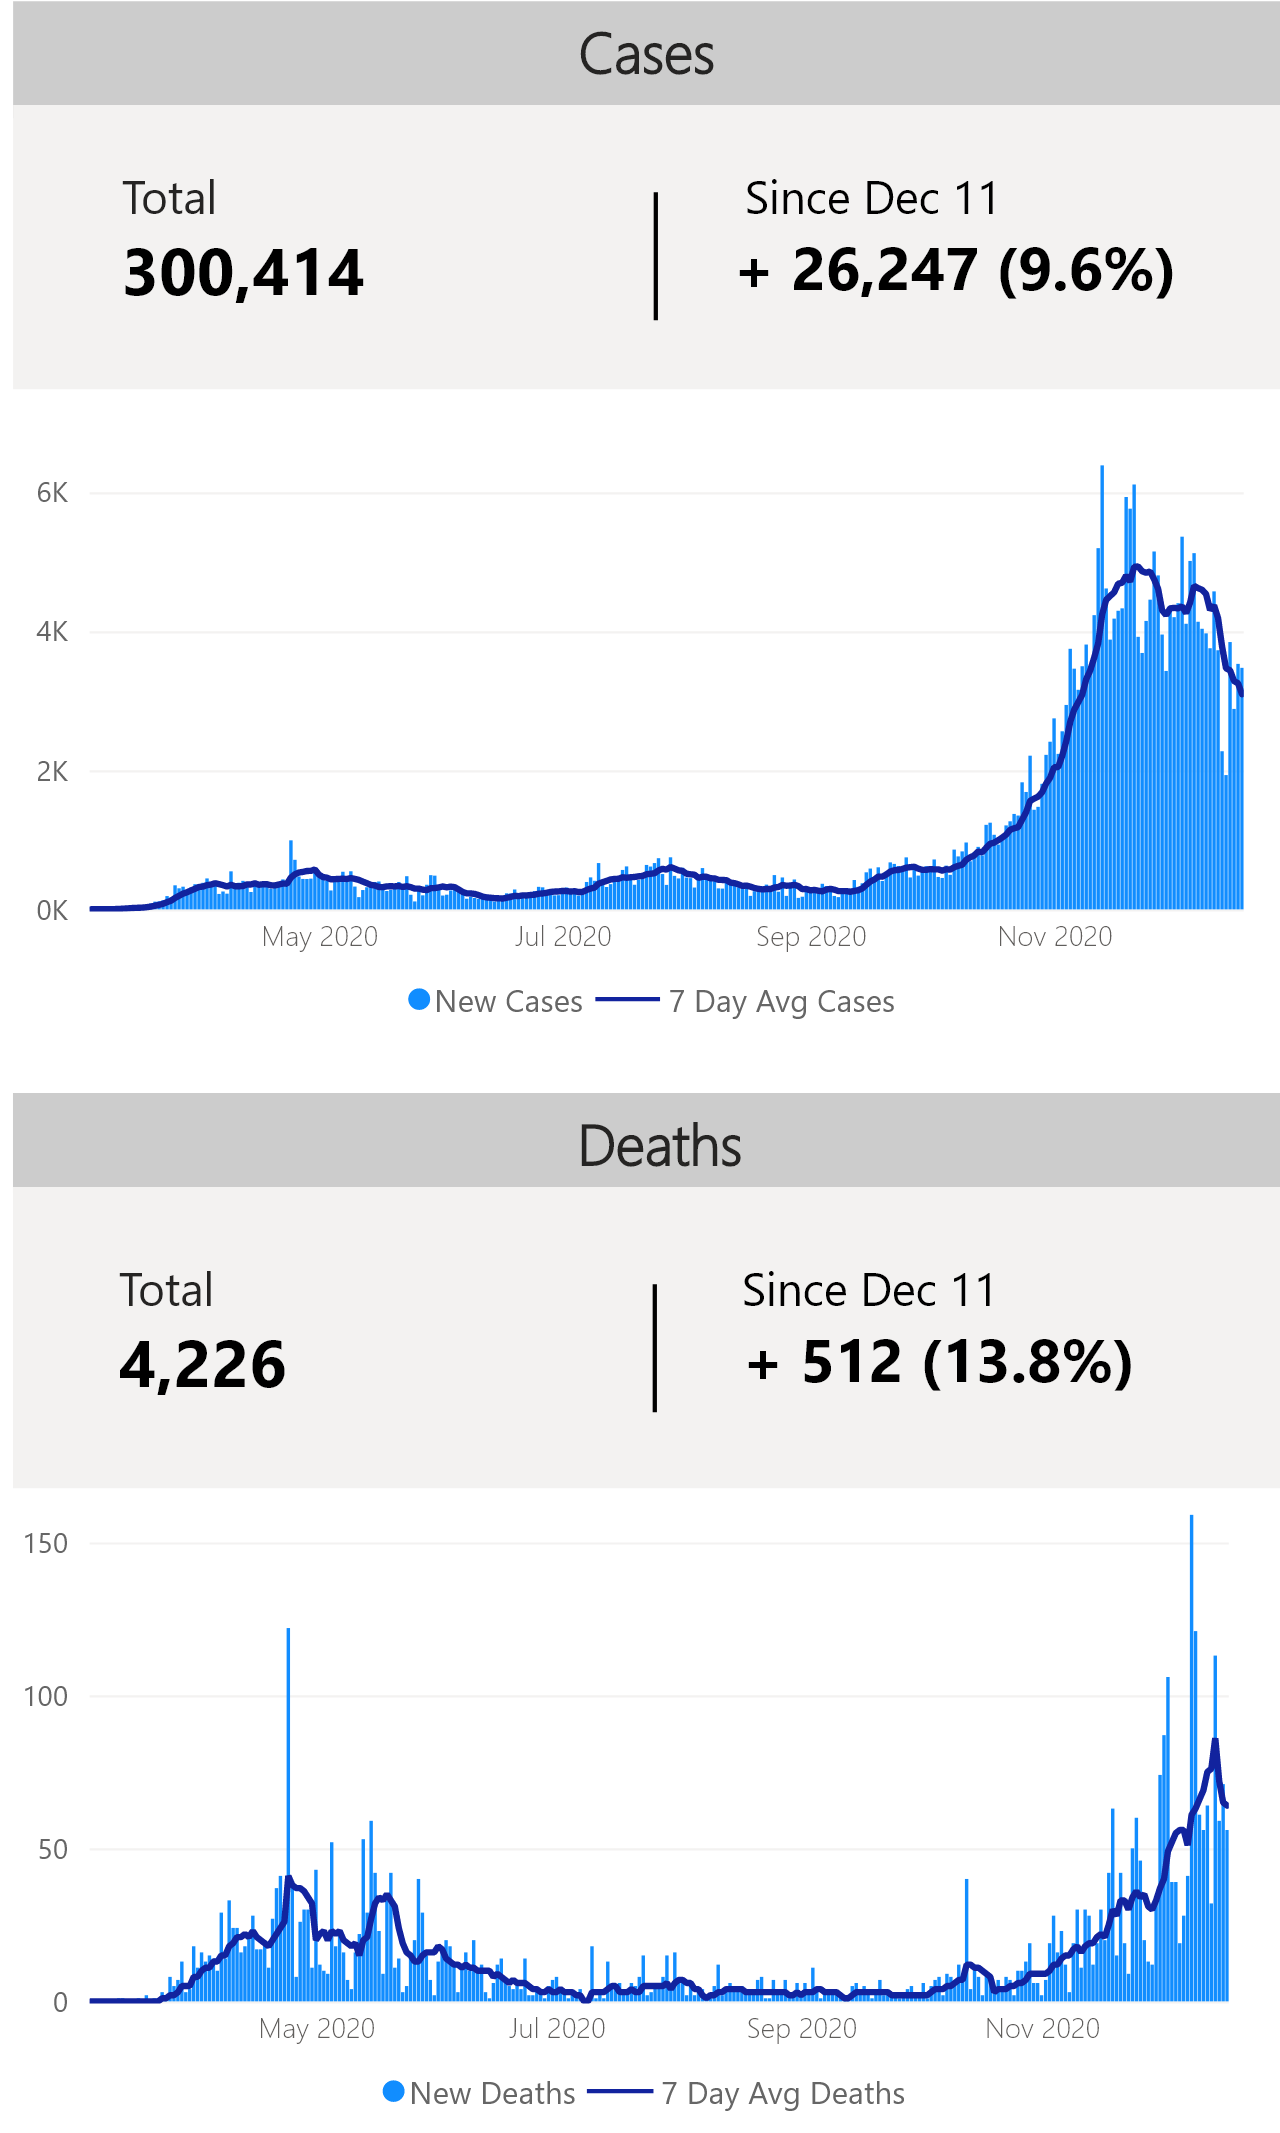 Cases
Total
Since Dec 11
300,414
+ 26,247 (9.6%)
6K
4K
2K
0K
May 2020
Jul 2020
Sep 2020
Nov 2020
New Cases
7 Day Avg Cases
Deaths
Total
Since Dec 11
4,226
+ 512 (13.8%)
150
100
50
0
May 2020
Jul 2020
Sep 2020
Nov 2020
New Deaths
7 Day Avg Deaths